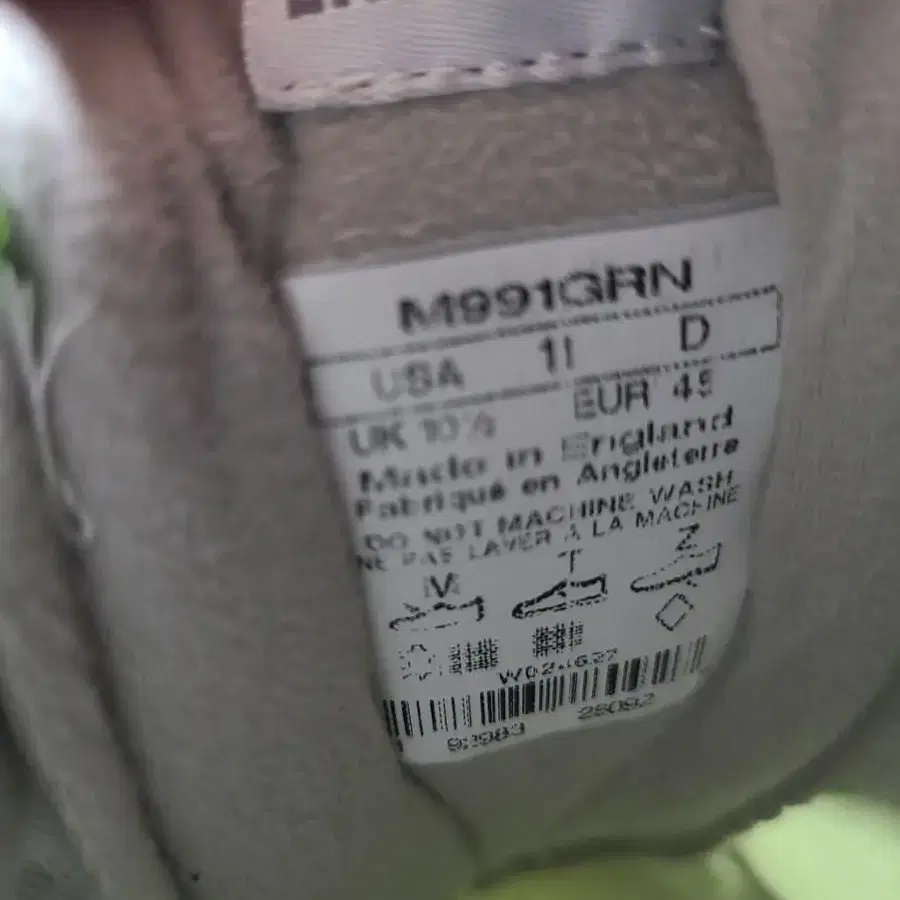 M991GRN
USA 11 D
UK 10½ EUR 45
Made in England
Fabriqué en Angleterre
DO NOT MACHINE WASH
NE PAS LAVER À LA MACHINE
M T Z